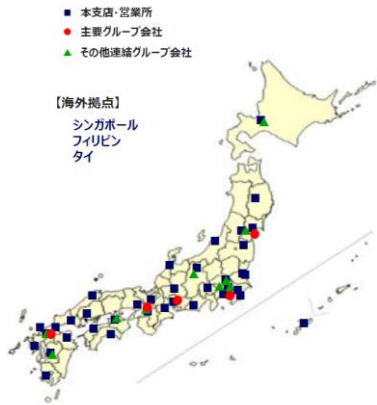 本支店・営業所
主要グループ会社
その他連結グループ会社
【海外拠点】
シンガポール
フィリピン
タイ